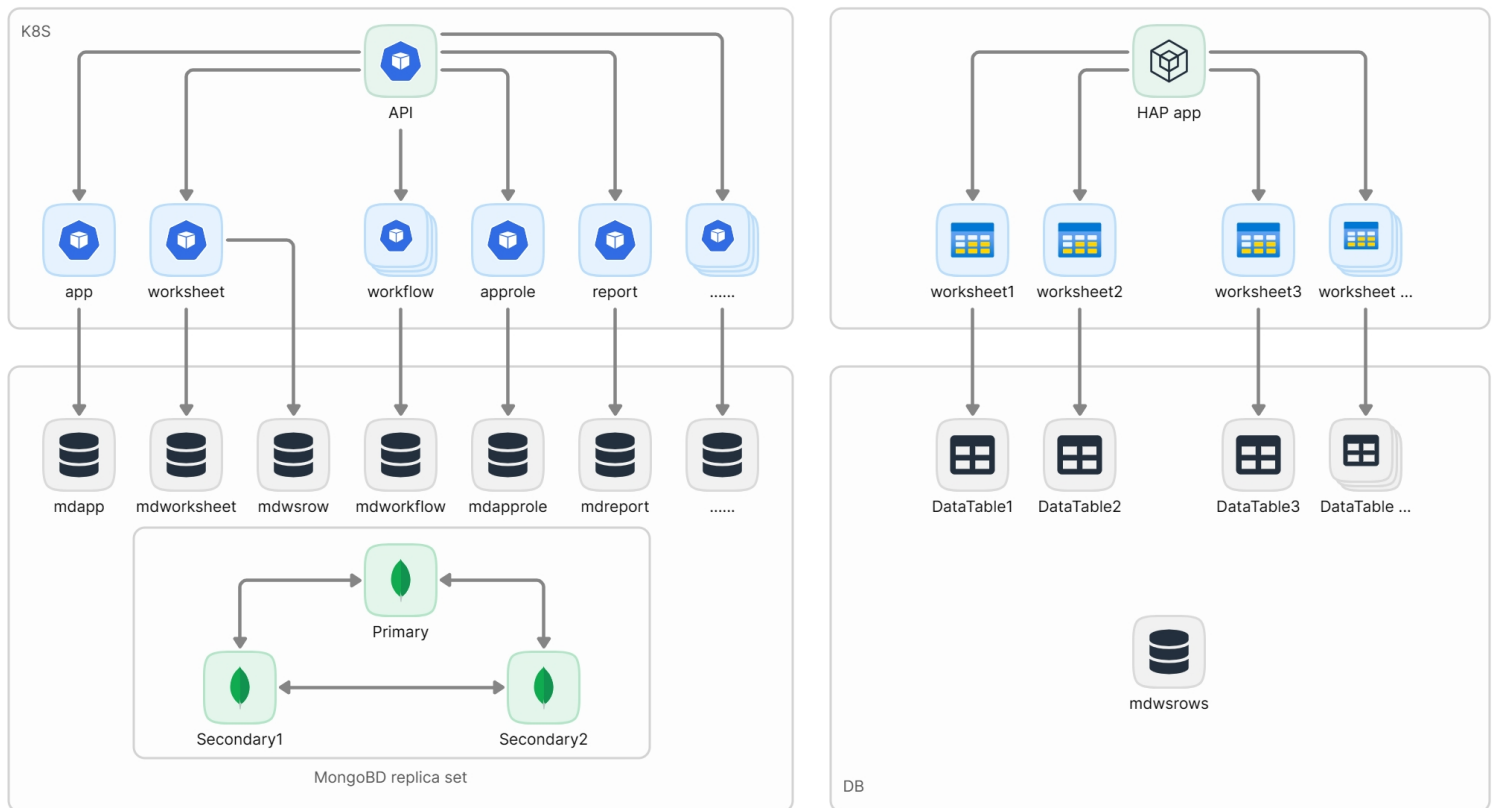 K8S
API
app
worksheet
workflow
approle
report
......
mdapp
mdworksheet
mdwsrow
mdworkflow
mdapprole
mdreport
......
Primary
Secondary1
Secondary2
MongoBD replica set
HAP app
worksheet1
worksheet2
worksheet3
worksheet ...
DataTable1
DataTable2
DataTable3
DataTable ...
mdwsrows
DB